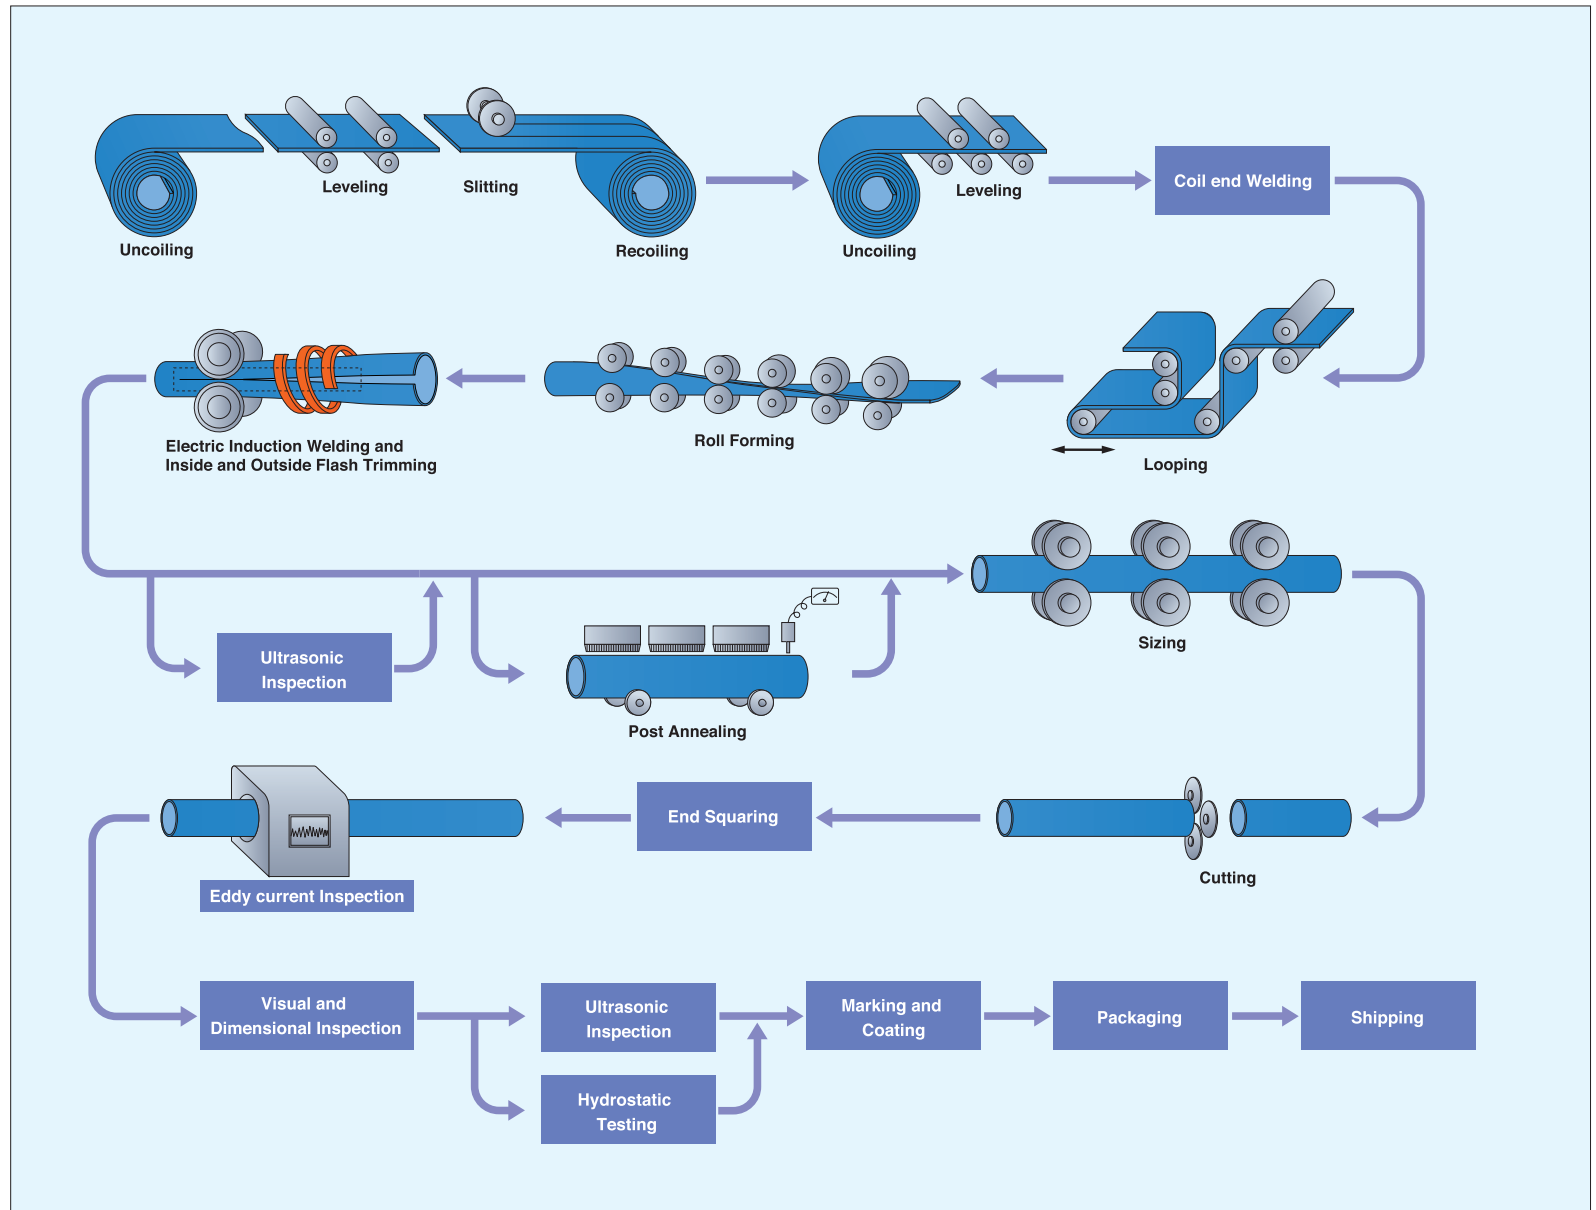 Leveling
Slitting
Uncoiling
Recoiling
Leveling
Uncoiling
Coil end Welding
Electric Induction Welding and
Inside and Outside Flash Trimming
Roll Forming
Looping
Ultrasonic
Inspection
Post Annealing
Sizing
Eddy current Inspection
End Squaring
Cutting
Visual and
Dimensional Inspection
Ultrasonic
Inspection
Hydrostatic
Testing
Marking and
Coating
Packaging
Shipping